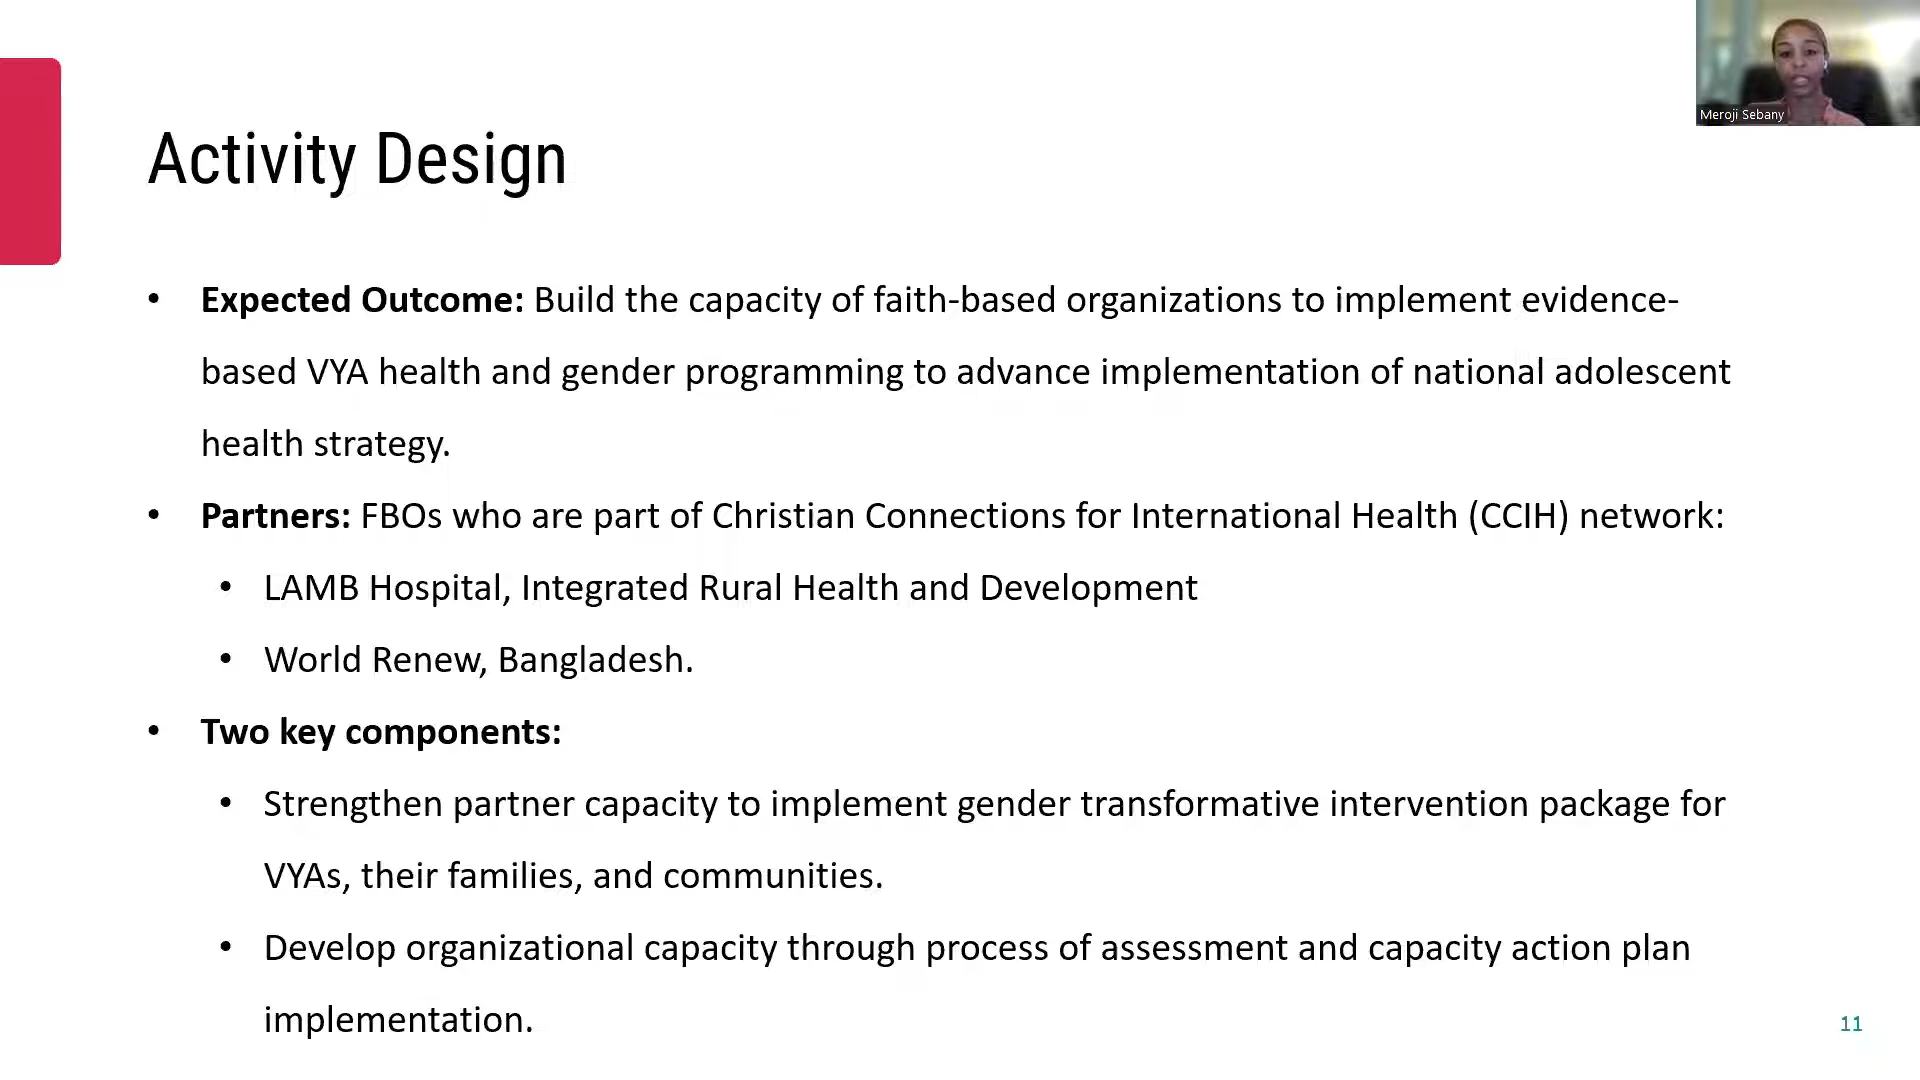 Meroji Sebany
Activity Design
• Expected Outcome: Build the capacity of faith-based organizations to implement evidence-
based VYA health and gender programming to advance implementation of national adolescent
health strategy.
• Partners: FBOs who are part of Christian Connections for International Health (CCIH) network:
• LAMB Hospital, Integrated Rural Health and Development
• World Renew, Bangladesh.
• Two key components:
• Strengthen partner capacity to implement gender transformative intervention package for
VYAs, their families, and communities.
• Develop organizational capacity through process of assessment and capacity action plan
implementation.
11